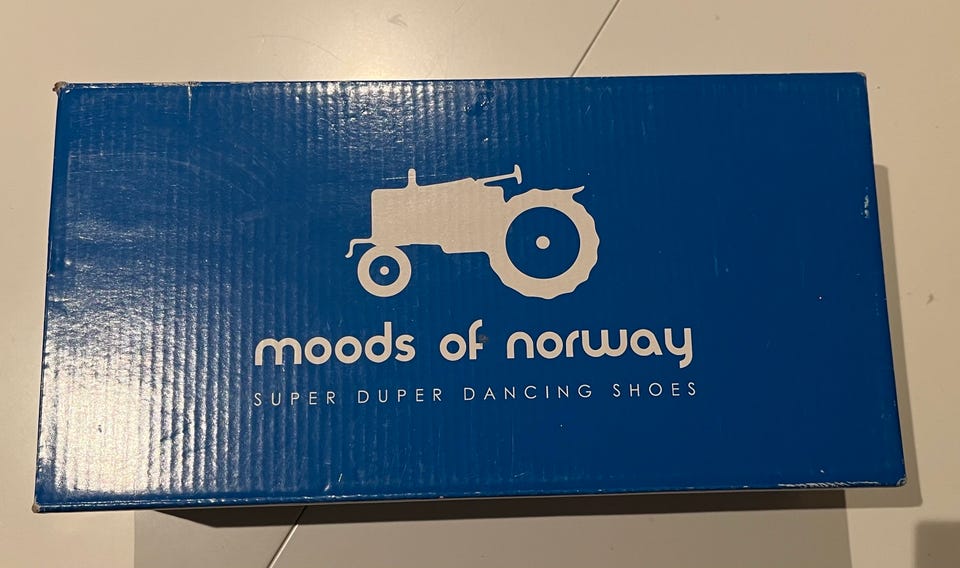 moods of norway
SUPER DUPER DANCING SHOES